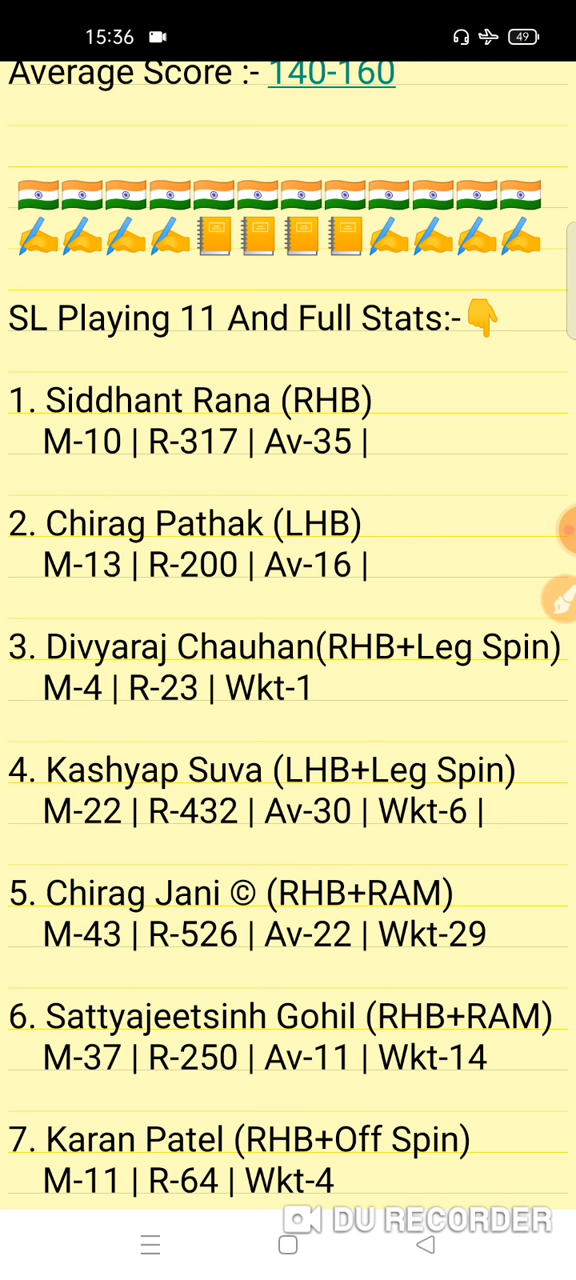 15:36
49
Average Score :- 140-160
SL Playing 11 And Full Stats:-
1. Siddhant Rana (RHB)
M-10 | R-317 | Av-35 |
2. Chirag Pathak (LHB)
M-13 | R-200 | Av-16 |
3. Divyaraj Chauhan(RHB+Leg Spin)
M-4 | R-23 | Wkt-1
4. Kashyap Suva (LHB+Leg Spin)
M-22 | R-432 | Av-30 | Wkt-6 |
5. Chirag Jani © (RHB+RAM)
M-43 | R-526 | Av-22 | Wkt-29
6. Sattyajeetsinh Gohil (RHB+RAM)
M-37 | R-250 | Av-11 | Wkt-14
7. Karan Patel (RHB+Off Spin)
M-11 | R-64 | Wkt-4
DU RECORDER